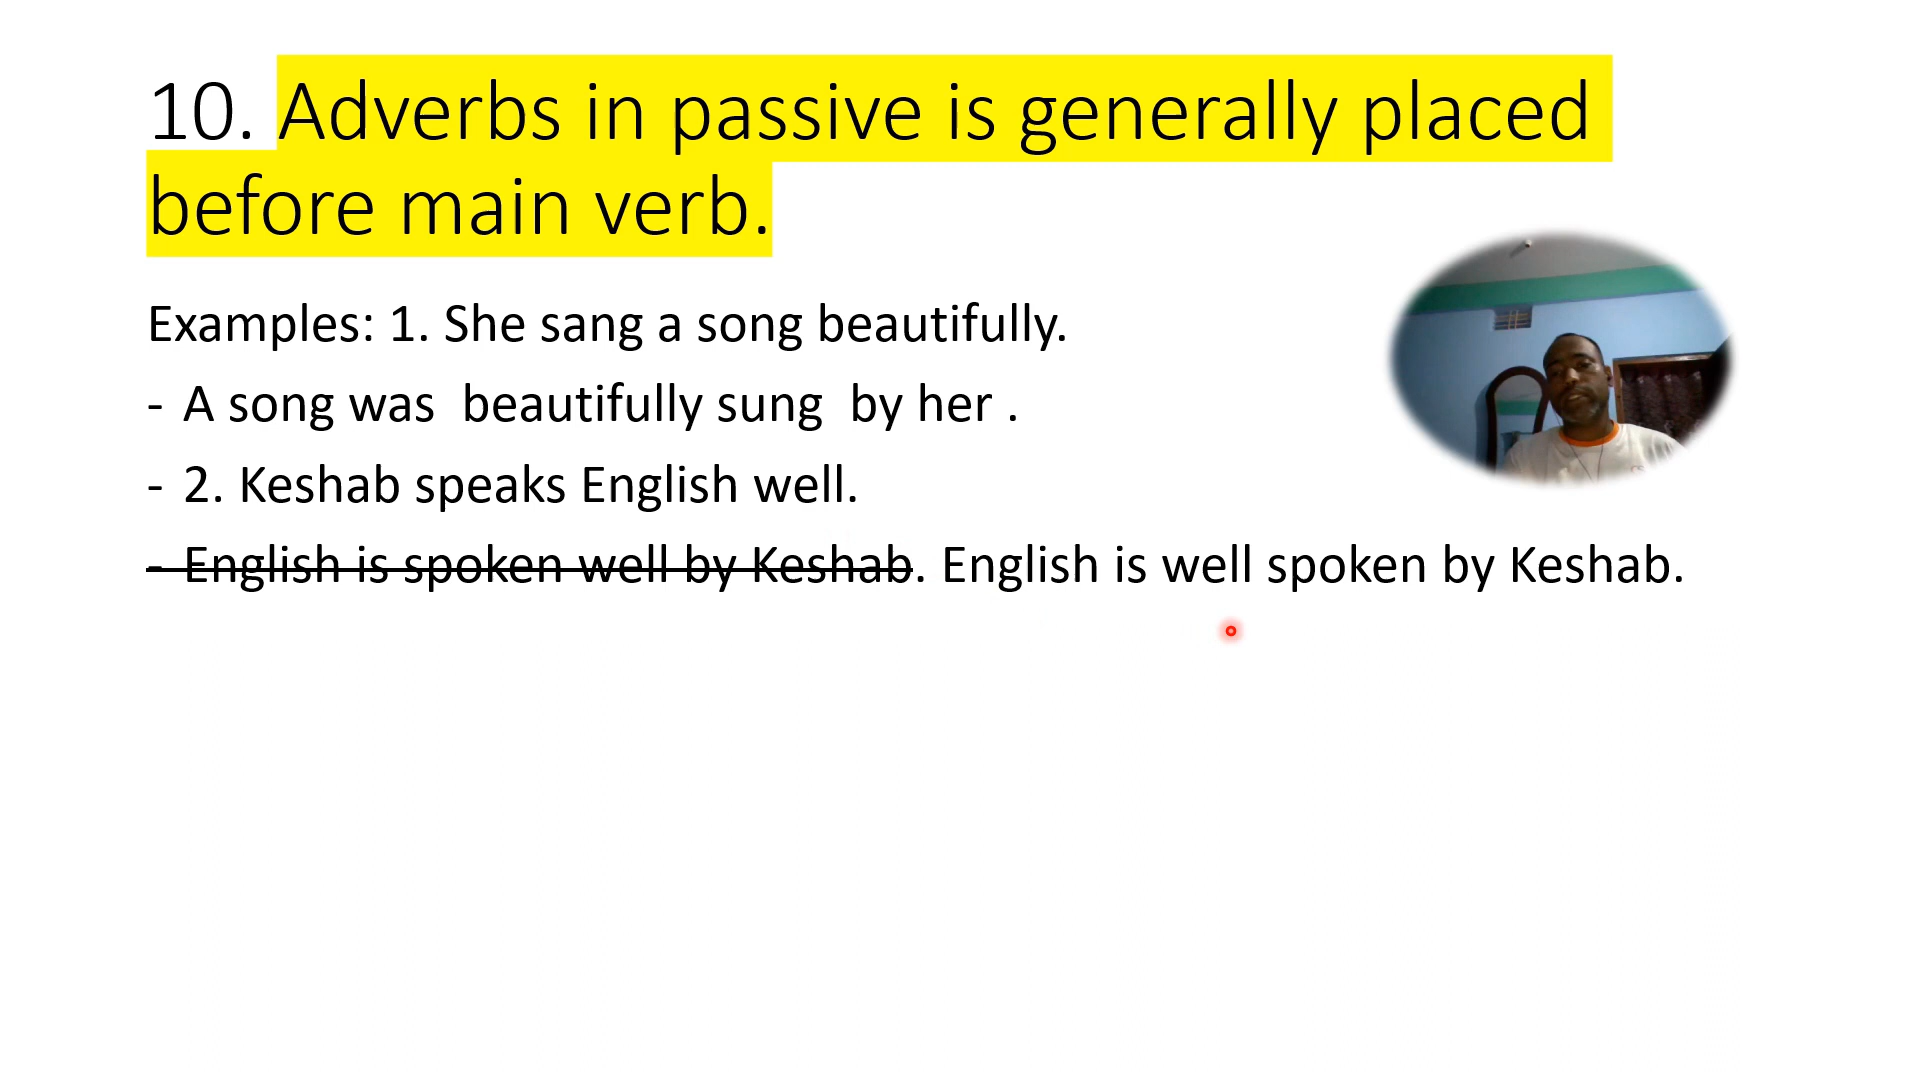 10. Adverbs in passive is generally placed
before main verb.
Examples: 1. She sang a song beautifully.
- A song was beautifully sung by her .
- 2. Keshab speaks English well.
- English is spoken well by Keshab. English is well spoken by Keshab.